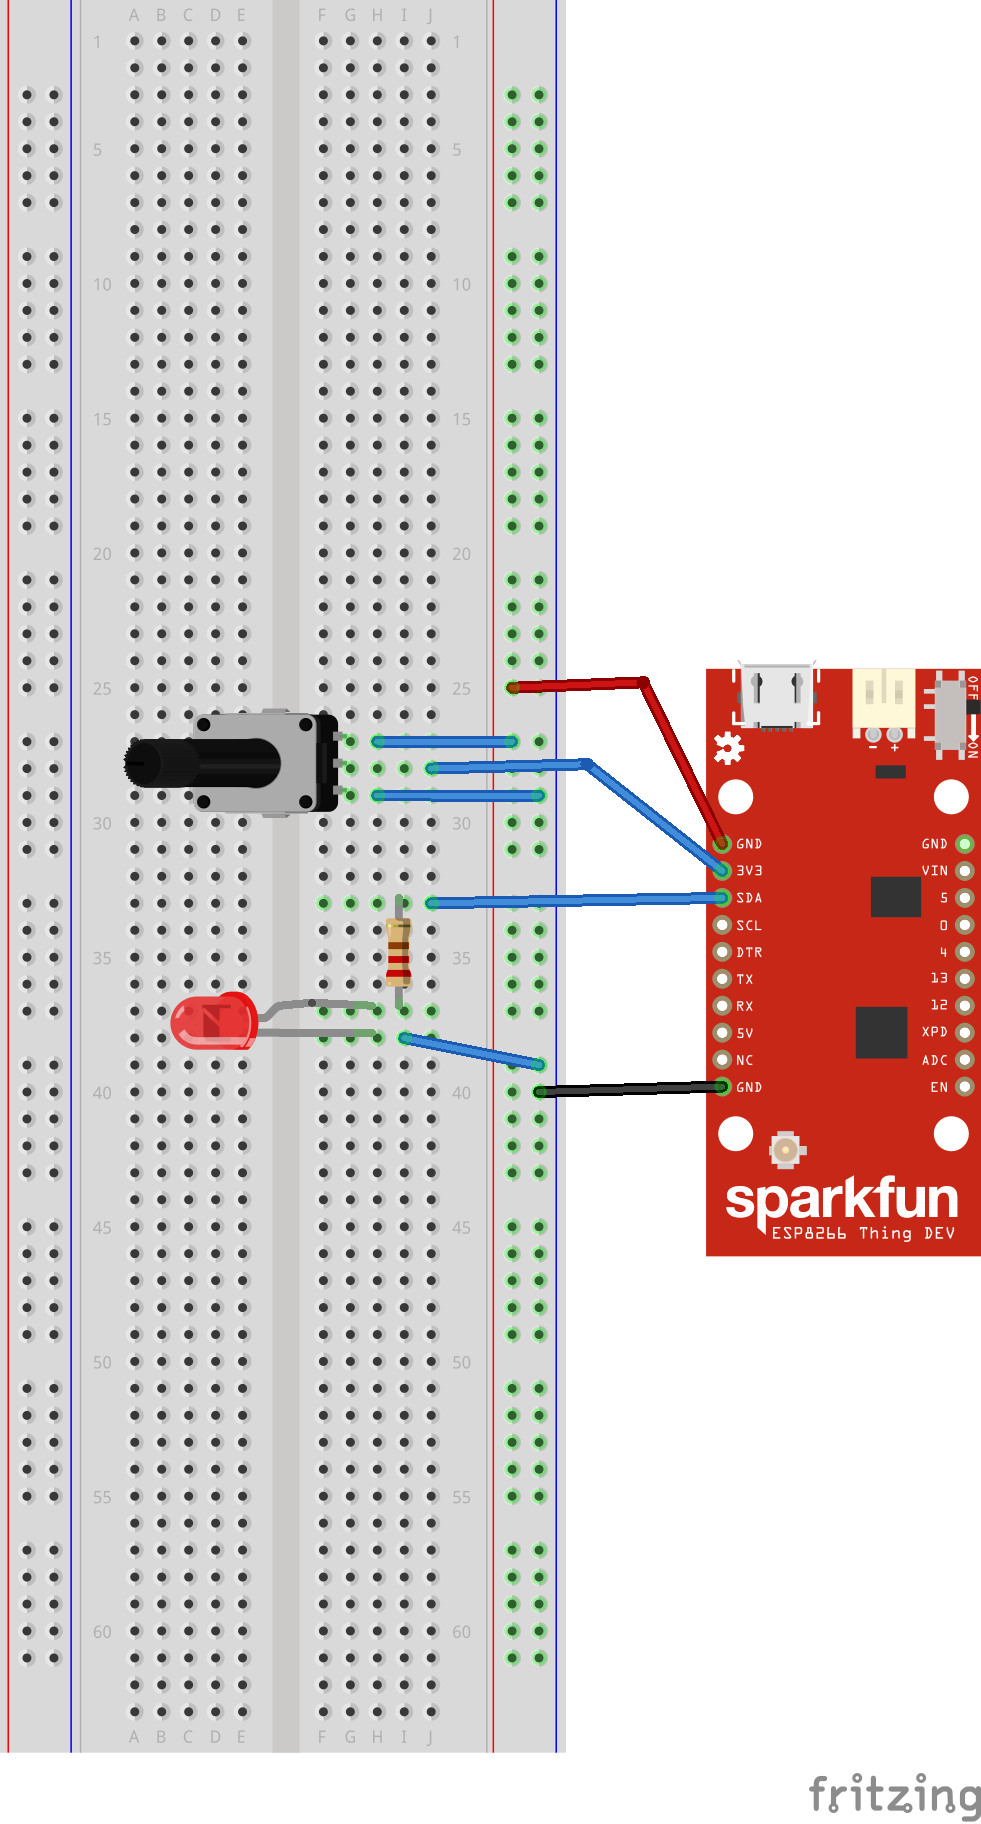 A B C D E F G H I J
1 1
5 5
10 10
15 15
20 20
25 25
30 30
35 35
40 40
45 45
50 50
55 55
60 60
A B C D E F G H I J
OFF
ON
- +
GND GND
3V3 VIN
SDA 5
SCL 0
DTR 4
TX 13
RX 12
5V XPD
NC ADC
GND EN
sparkfun
ESP8266 Thing DEV
fritzing